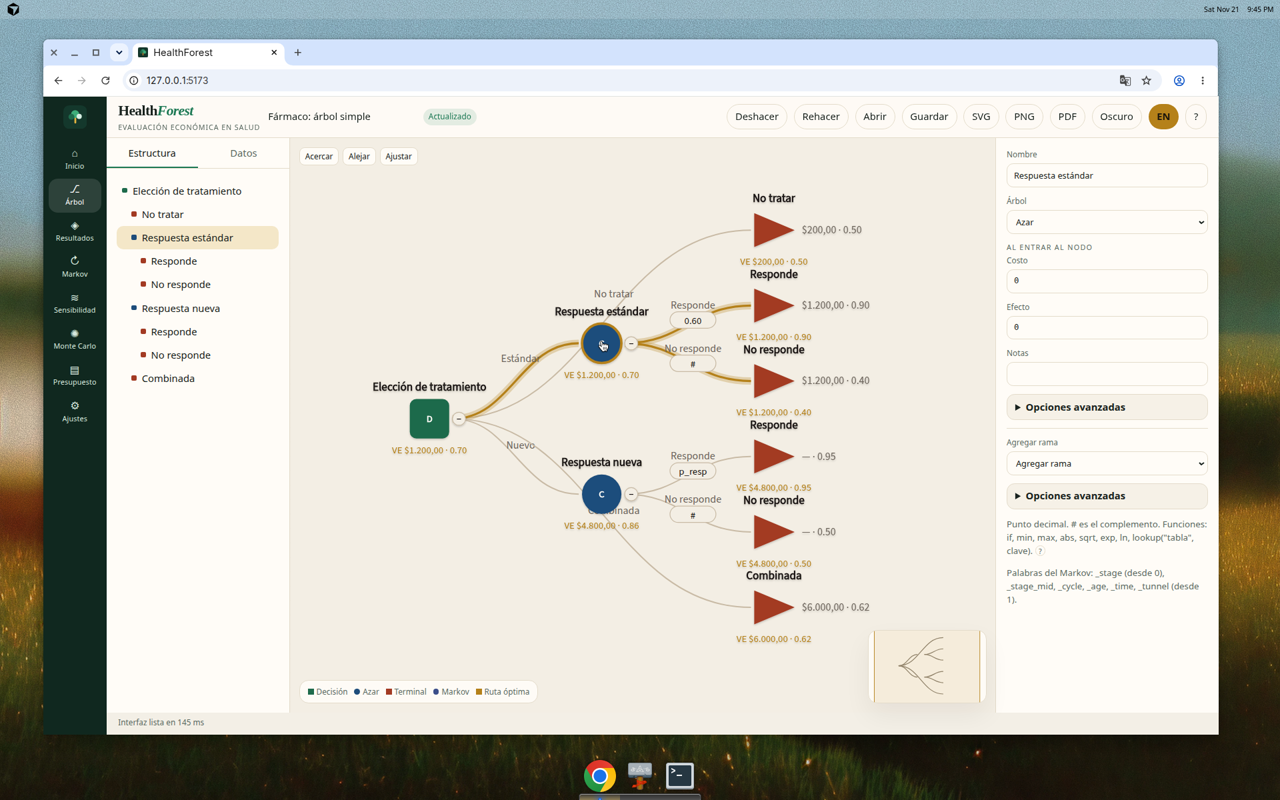 Sat Nov 21 9:45 PM
HealthForest
127.0.0.1:5173
HealthForest
EVALUACIÓN ECONÓMICA EN SALUD
Fármaco: árbol simple
Actualizado
Deshacer
Rehacer
Abrir
Guardar
SVG
PNG
PDF
Oscuro
EN
?
Inicio
Árbol
Resultados
Markov
Sensibilidad
Monte Carlo
Presupuesto
Ajustes
Estructura
Datos
Elección de tratamiento
No tratar
Respuesta estándar
Responde
No responde
Respuesta nueva
Responde
No responde
Combinada
Acercar
Alejar
Ajustar
No tratar
$200,00 · 0.50
VE $200,00 · 0.50
No tratar
Responde
Respuesta estándar
Responde
0.60
$1.200,00 · 0.90
VE $1.200,00 · 0.90
No responde
No responde
#
Estándar
VE $1.200,00 · 0.70
$1.200,00 · 0.40
VE $1.200,00 · 0.40
Elección de tratamiento
D
VE $1.200,00 · 0.70
Responde
Nuevo
Respuesta nueva
Responde
p_resp
— · 0.95
VE $4.800,00 · 0.95
C
No responde
No responde
#
VE $4.800,00 · 0.86
— · 0.50
VE $4.800,00 · 0.50
Combinada
$6.000,00 · 0.62
VE $6.000,00 · 0.62
Decisión
Azar
Terminal
Markov
Ruta óptima
Nombre
Respuesta estándar
Árbol
Azar
AL ENTRAR AL NODO
Costo
0
Efecto
0
Notas
Opciones avanzadas
Agregar rama
Agregar rama
Opciones avanzadas
Punto decimal. # es el complemento. Funciones:
if, min, max, abs, sqrt, exp, ln, lookup("tabla",
clave). ?
Palabras del Markov: _stage (desde 0),
_stage_mid, _cycle, _age, _time, _tunnel (desde
1).
Interfaz lista en 145 ms